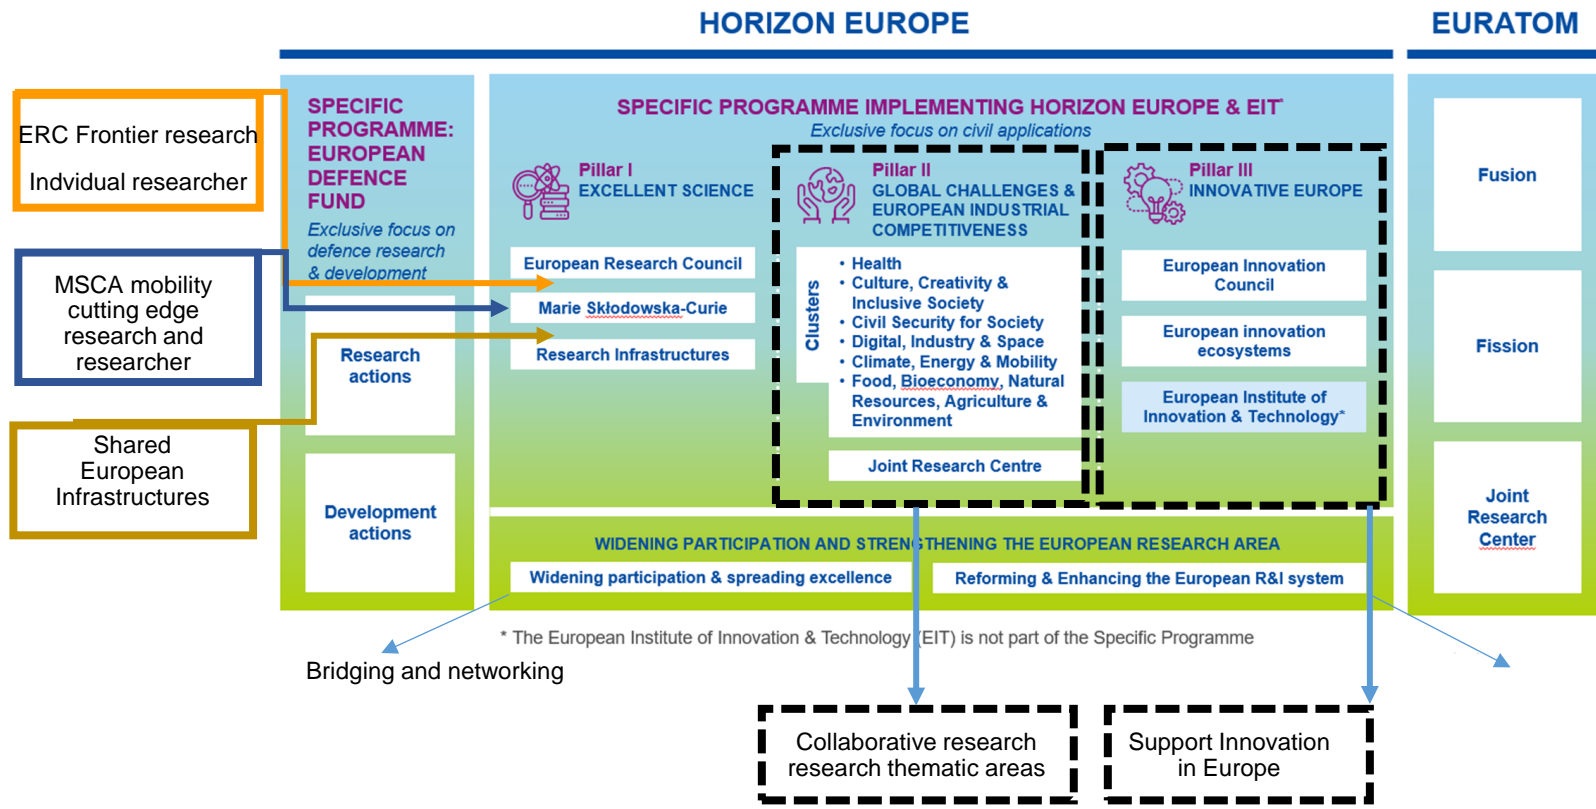 HORIZON EUROPE
EURATOM
ERC Frontier research
Indvidual researcher
MSCA mobility
cutting edge
research and
researcher
Shared
European
Infrastructures
SPECIFIC
PROGRAMME:
EUROPEAN
DEFENCE
FUND
Exclusive focus on
defence research
& development
Research
actions
Development
actions
SPECIFIC PROGRAMME IMPLEMENTING HORIZON EUROPE & EIT*
Exclusive focus on civil applications
Pillar I
EXCELLENT SCIENCE
European Research Council
Marie Skłodowska-Curie
Research Infrastructures
Pillar II
GLOBAL CHALLENGES &
EUROPEAN INDUSTRIAL
COMPETITIVENESS
Clusters
• Health
• Culture, Creativity &
Inclusive Society
• Civil Security for Society
• Digital, Industry & Space
• Climate, Energy & Mobility
• Food, Bioeconomy, Natural
Resources, Agriculture &
Environment
Joint Research Centre
Pillar III
INNOVATIVE EUROPE
European Innovation
Council
European innovation
ecosystems
European Institute of
Innovation & Technology*
Fusion
Fission
Joint
Research
Center
WIDENING PARTICIPATION AND STRENGTHENING THE EUROPEAN RESEARCH AREA
Widening participation & spreading excellence
Reforming & Enhancing the European R&I system
* The European Institute of Innovation & Technology (EIT) is not part of the Specific Programme
Bridging and networking
Collaborative research
research thematic areas
Support Innovation
in Europe